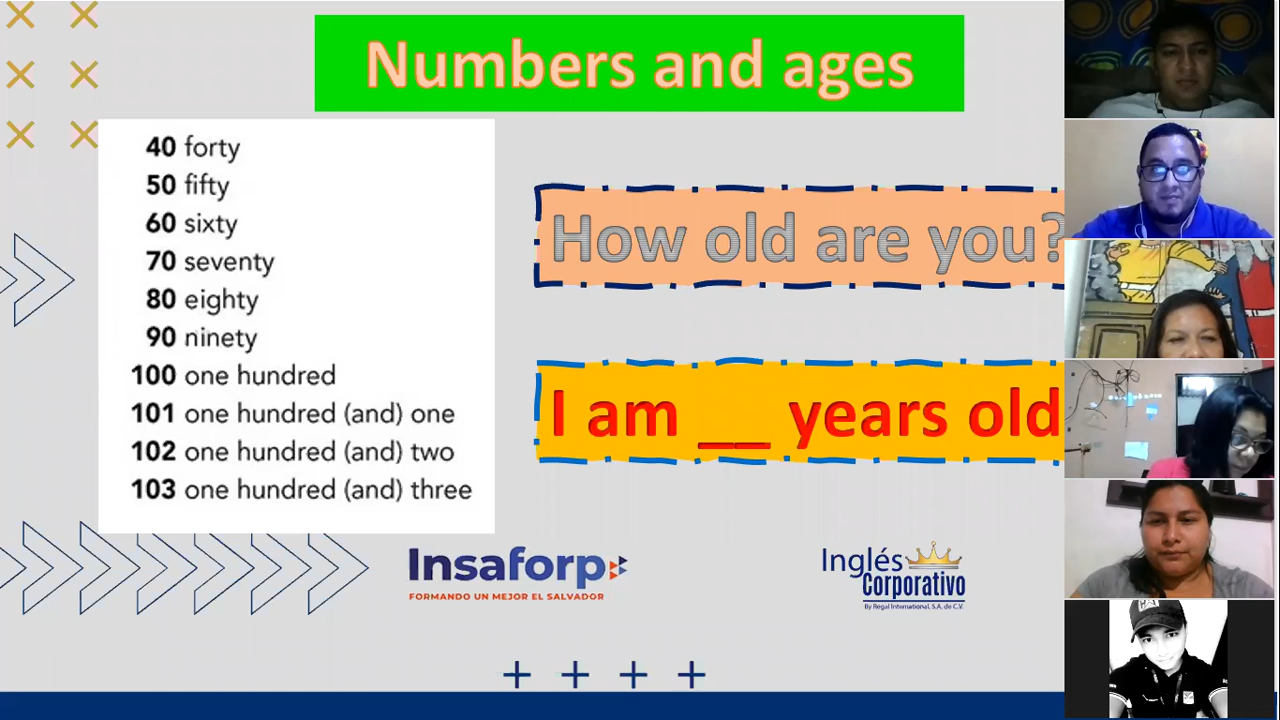 Numbers and ages
40 forty
50 fifty
60 sixty
70 seventy
80 eighty
90 ninety
100 one hundred
101 one hundred (and) one
102 one hundred (and) two
103 one hundred (and) three
How old are you?
I am __ years old
Insaforp
FORMANDO UN MEJOR EL SALVADOR
Inglés
Corporativo
By Regal International, S.A. de C.V.